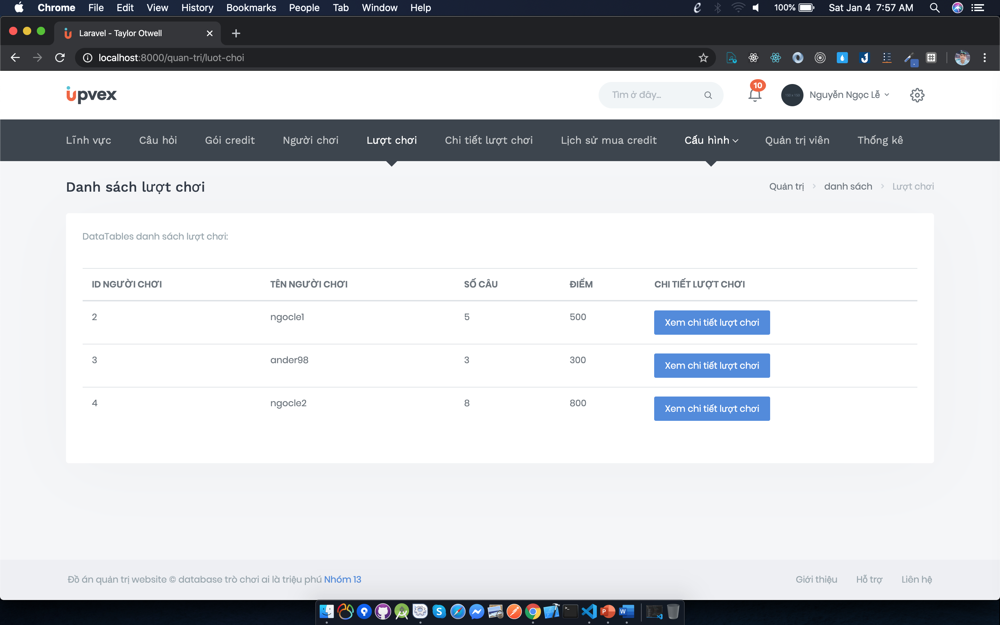 Chrome File Edit View History Bookmarks People Tab Window Help 100% Sat Jan 4 7:57 AM
Laravel - Taylor Otwell
localhost:8000/quan-tri/luot-choi
upvex Tìm ở đây... 10 150 x 150 Nguyễn Ngọc Lễ
Lĩnh vực Câu hỏi Gói credit Người chơi Lượt chơi Chi tiết lượt chơi Lịch sử mua credit Cấu hình Quản trị viên Thống kê
Danh sách lượt chơi Quản trị danh sách Lượt chơi
DataTables danh sách lượt chơi:
ID NGƯỜI CHƠI TÊN NGƯỜI CHƠI SỐ CÂU ĐIỂM CHI TIẾT LƯỢT CHƠI
2 ngocle1 5 500 Xem chi tiết lượt chơi
3 ander98 3 300 Xem chi tiết lượt chơi
4 ngocle2 8 800 Xem chi tiết lượt chơi
Đồ án quản trị website © database trò chơi ai là triệu phú Nhóm 13 Giới thiệu Hỗ trợ Liên hệ